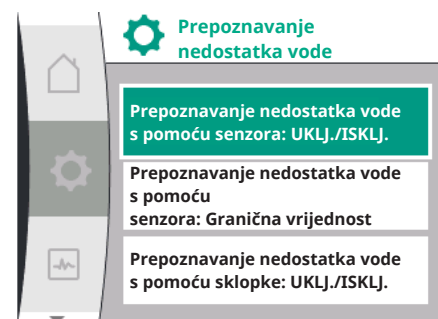 Prepoznavanje
nedostatka vode
Prepoznavanje nedostatka vode
s pomoću senzora: UKLJ./ISKLJ.
Prepoznavanje nedostatka vode
s pomoću
senzora: Granična vrijednost
Prepoznavanje nedostatka vode
s pomoću sklopke: UKLJ./ISKLJ.